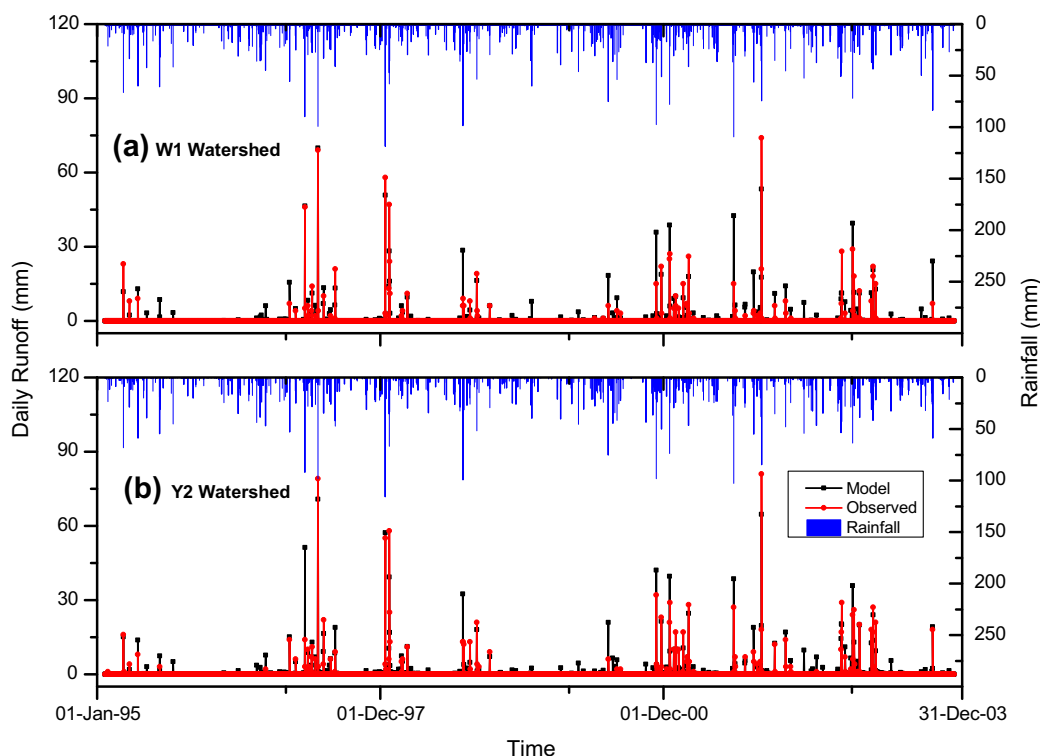 120
90
60
30
0
0
50
100
150
200
250
(a) W1 Watershed
120
90
60
30
0
0
50
100
150
200
250
(b) Y2 Watershed
Model
Observed
Rainfall
Daily Runoff (mm)
Rainfall (mm)
01-Jan-95
01-Dec-97
01-Dec-00
31-Dec-03
Time